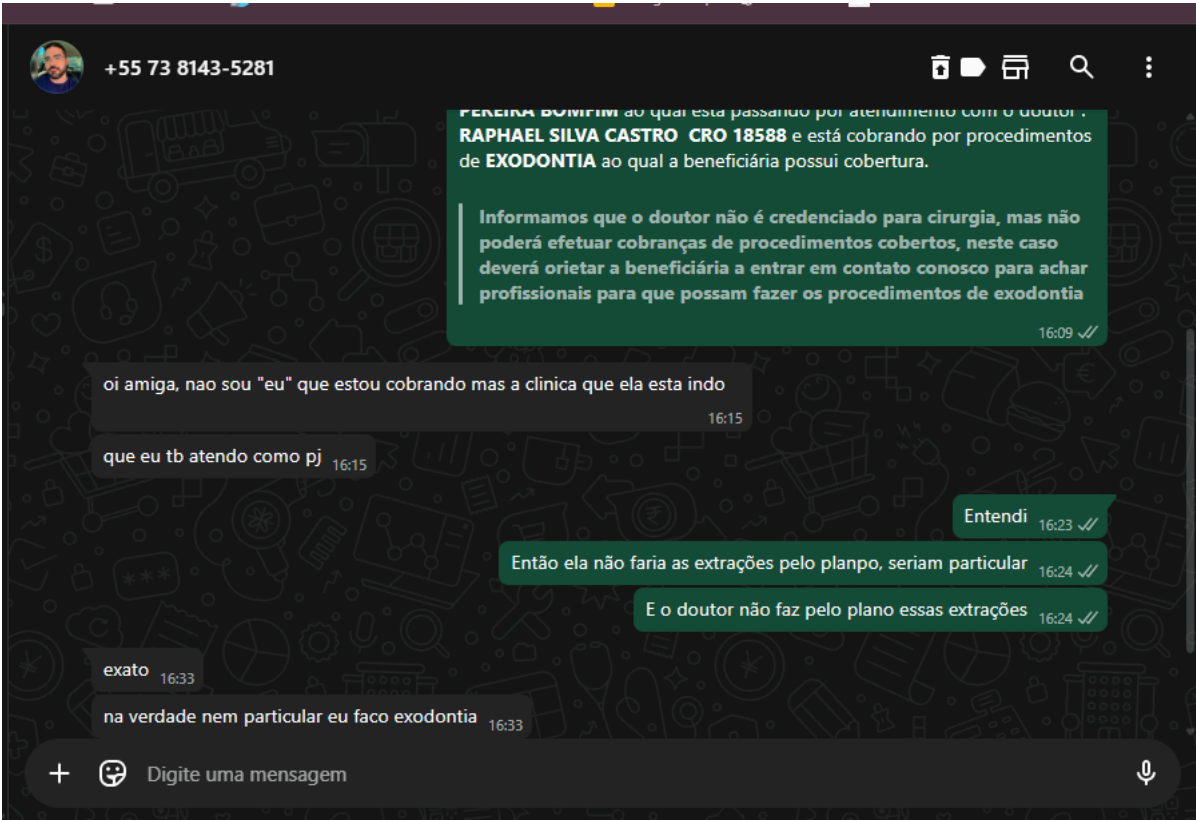 +55 73 8143-5281
PEREIRA BOMFIM ao qual está passando por atendimento com o doutor :
RAPHAEL SILVA CASTRO CRO 18588 e está cobrando por procedimentos
de EXODONTIA ao qual a beneficiária possui cobertura.
Informamos que o doutor não é credenciado para cirurgia, mas não
poderá efetuar cobranças de procedimentos cobertos, neste caso
deverá orietar a beneficiária a entrar em contato conosco para achar
profissionais para que possam fazer os procedimentos de exodontia
16:09
oi amiga, nao sou "eu" que estou cobrando mas a clinica que ela esta indo
16:15
que eu tb atendo como pj 16:15
Entendi 16:23
Então ela não faria as extrações pelo planpo, seriam particular 16:24
E o doutor não faz pelo plano essas extrações 16:24
exato 16:33
na verdade nem particular eu faco exodontia 16:33
Digite uma mensagem